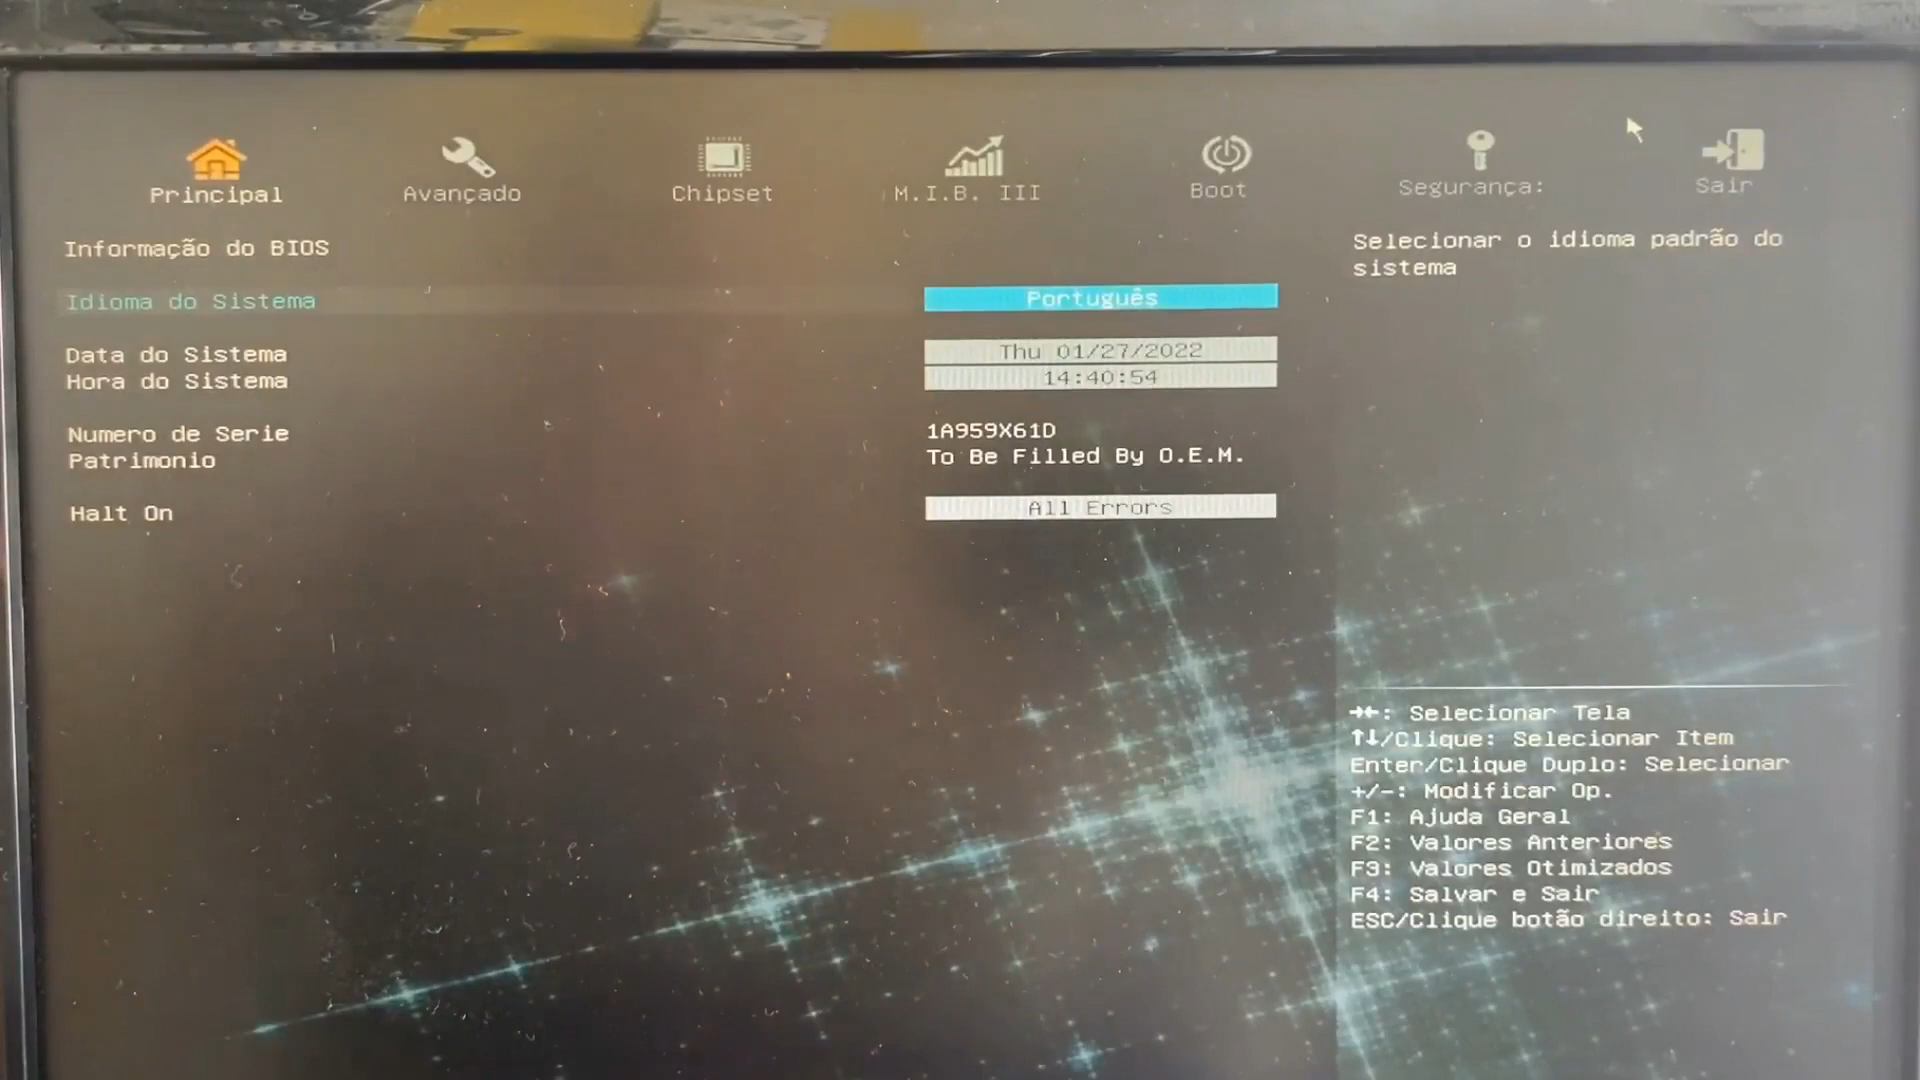 Principal
Avançado
Chipset
M.I.B. III
Boot
Segurança:
Sair
Informação do BIOS
Idioma do Sistema
Português
Data do Sistema
Thu 01/27/2022
Hora do Sistema
14:40:54
Numero de Serie
1A959X61D
Patrimonio
To Be Filled By O.E.M.
Halt On
All Errors
Selecionar o idioma padrão do
sistema
→←: Selecionar Tela
↑↓/Clique: Selecionar Item
Enter/Clique Duplo: Selecionar
+/-: Modificar Op.
F1: Ajuda Geral
F2: Valores Anteriores
F3: Valores Otimizados
F4: Salvar e Sair
ESC/Clique botão direito: Sair